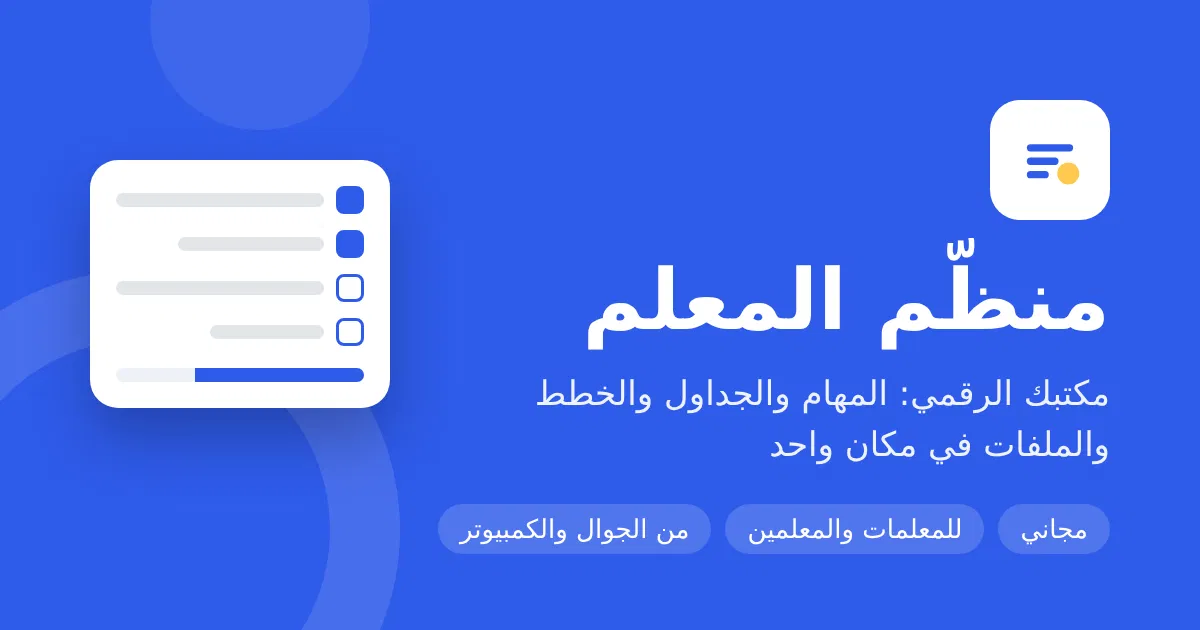 منظّم المعلم
مكتبك الرقمي: المهام والجداول والخطط
والملفات في مكان واحد
مجاني
للمعلمات والمعلمين
من الجوال والكمبيوتر